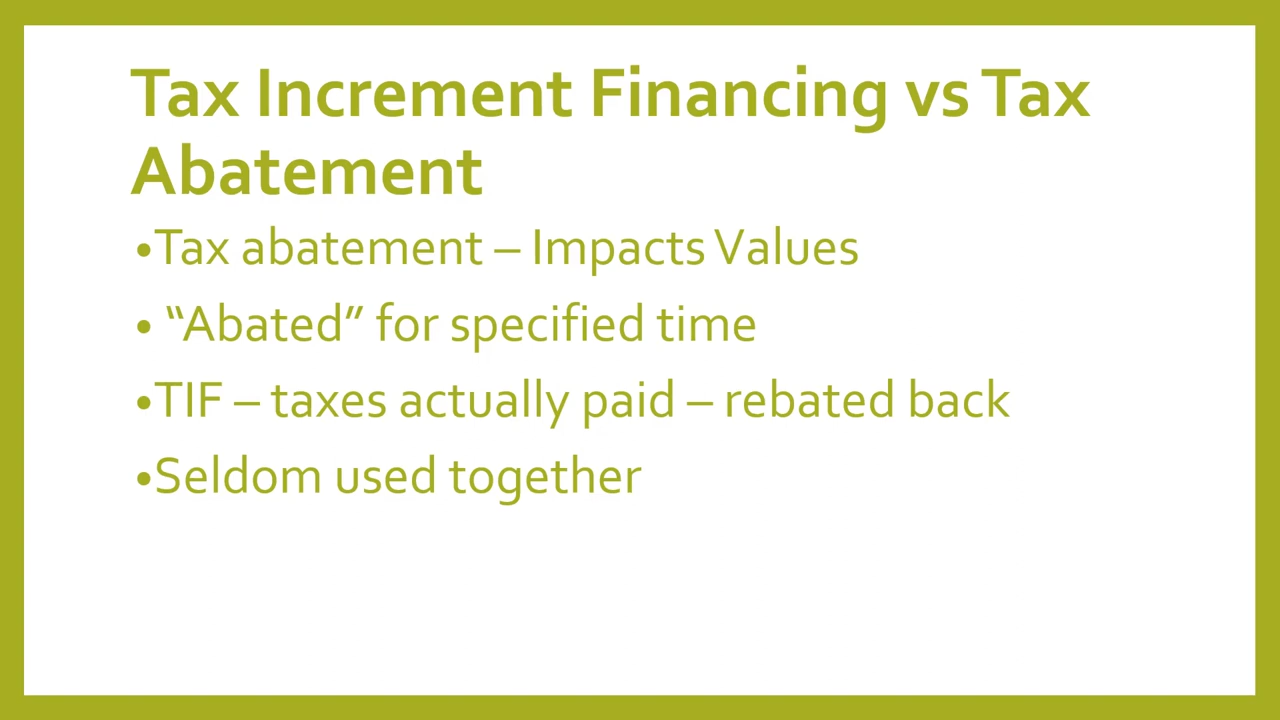 Tax Increment Financing vs Tax
Abatement
•Tax abatement – Impacts Values
• “Abated” for specified time
•TIF – taxes actually paid – rebated back
•Seldom used together